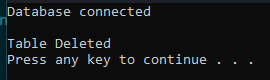 Database connected
Table Deleted
Press any key to continue . . .